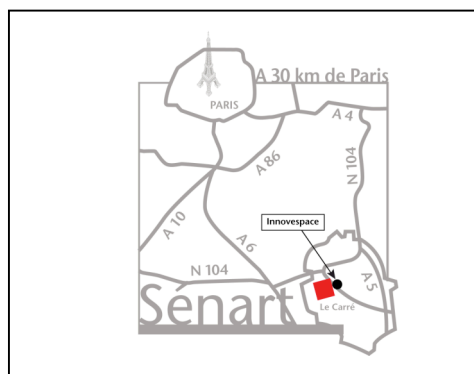 A 30 km de Paris
PARIS
A 4
A 86
N 104
A 10
A 6
Innovespace
N 104
A 5
Sénart
Le Carré